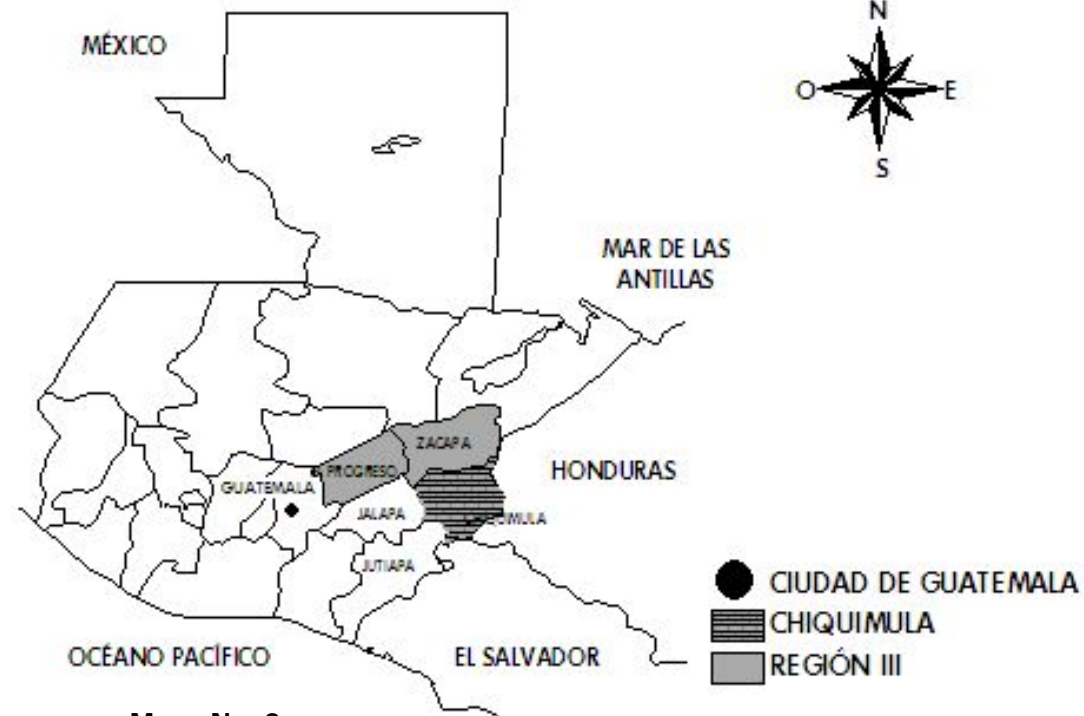 N
MÉXICO
O
E
S
MAR DE LAS
ANTILLAS
ZACAPA
PROGRESO
HONDURAS
GUATEMALA
JALAPA
JUTIAPA
CIUDAD DE GUATEMALA
CHIQUIMULA
OCÉANO PACÍFICO
EL SALVADOR
REGIÓN III